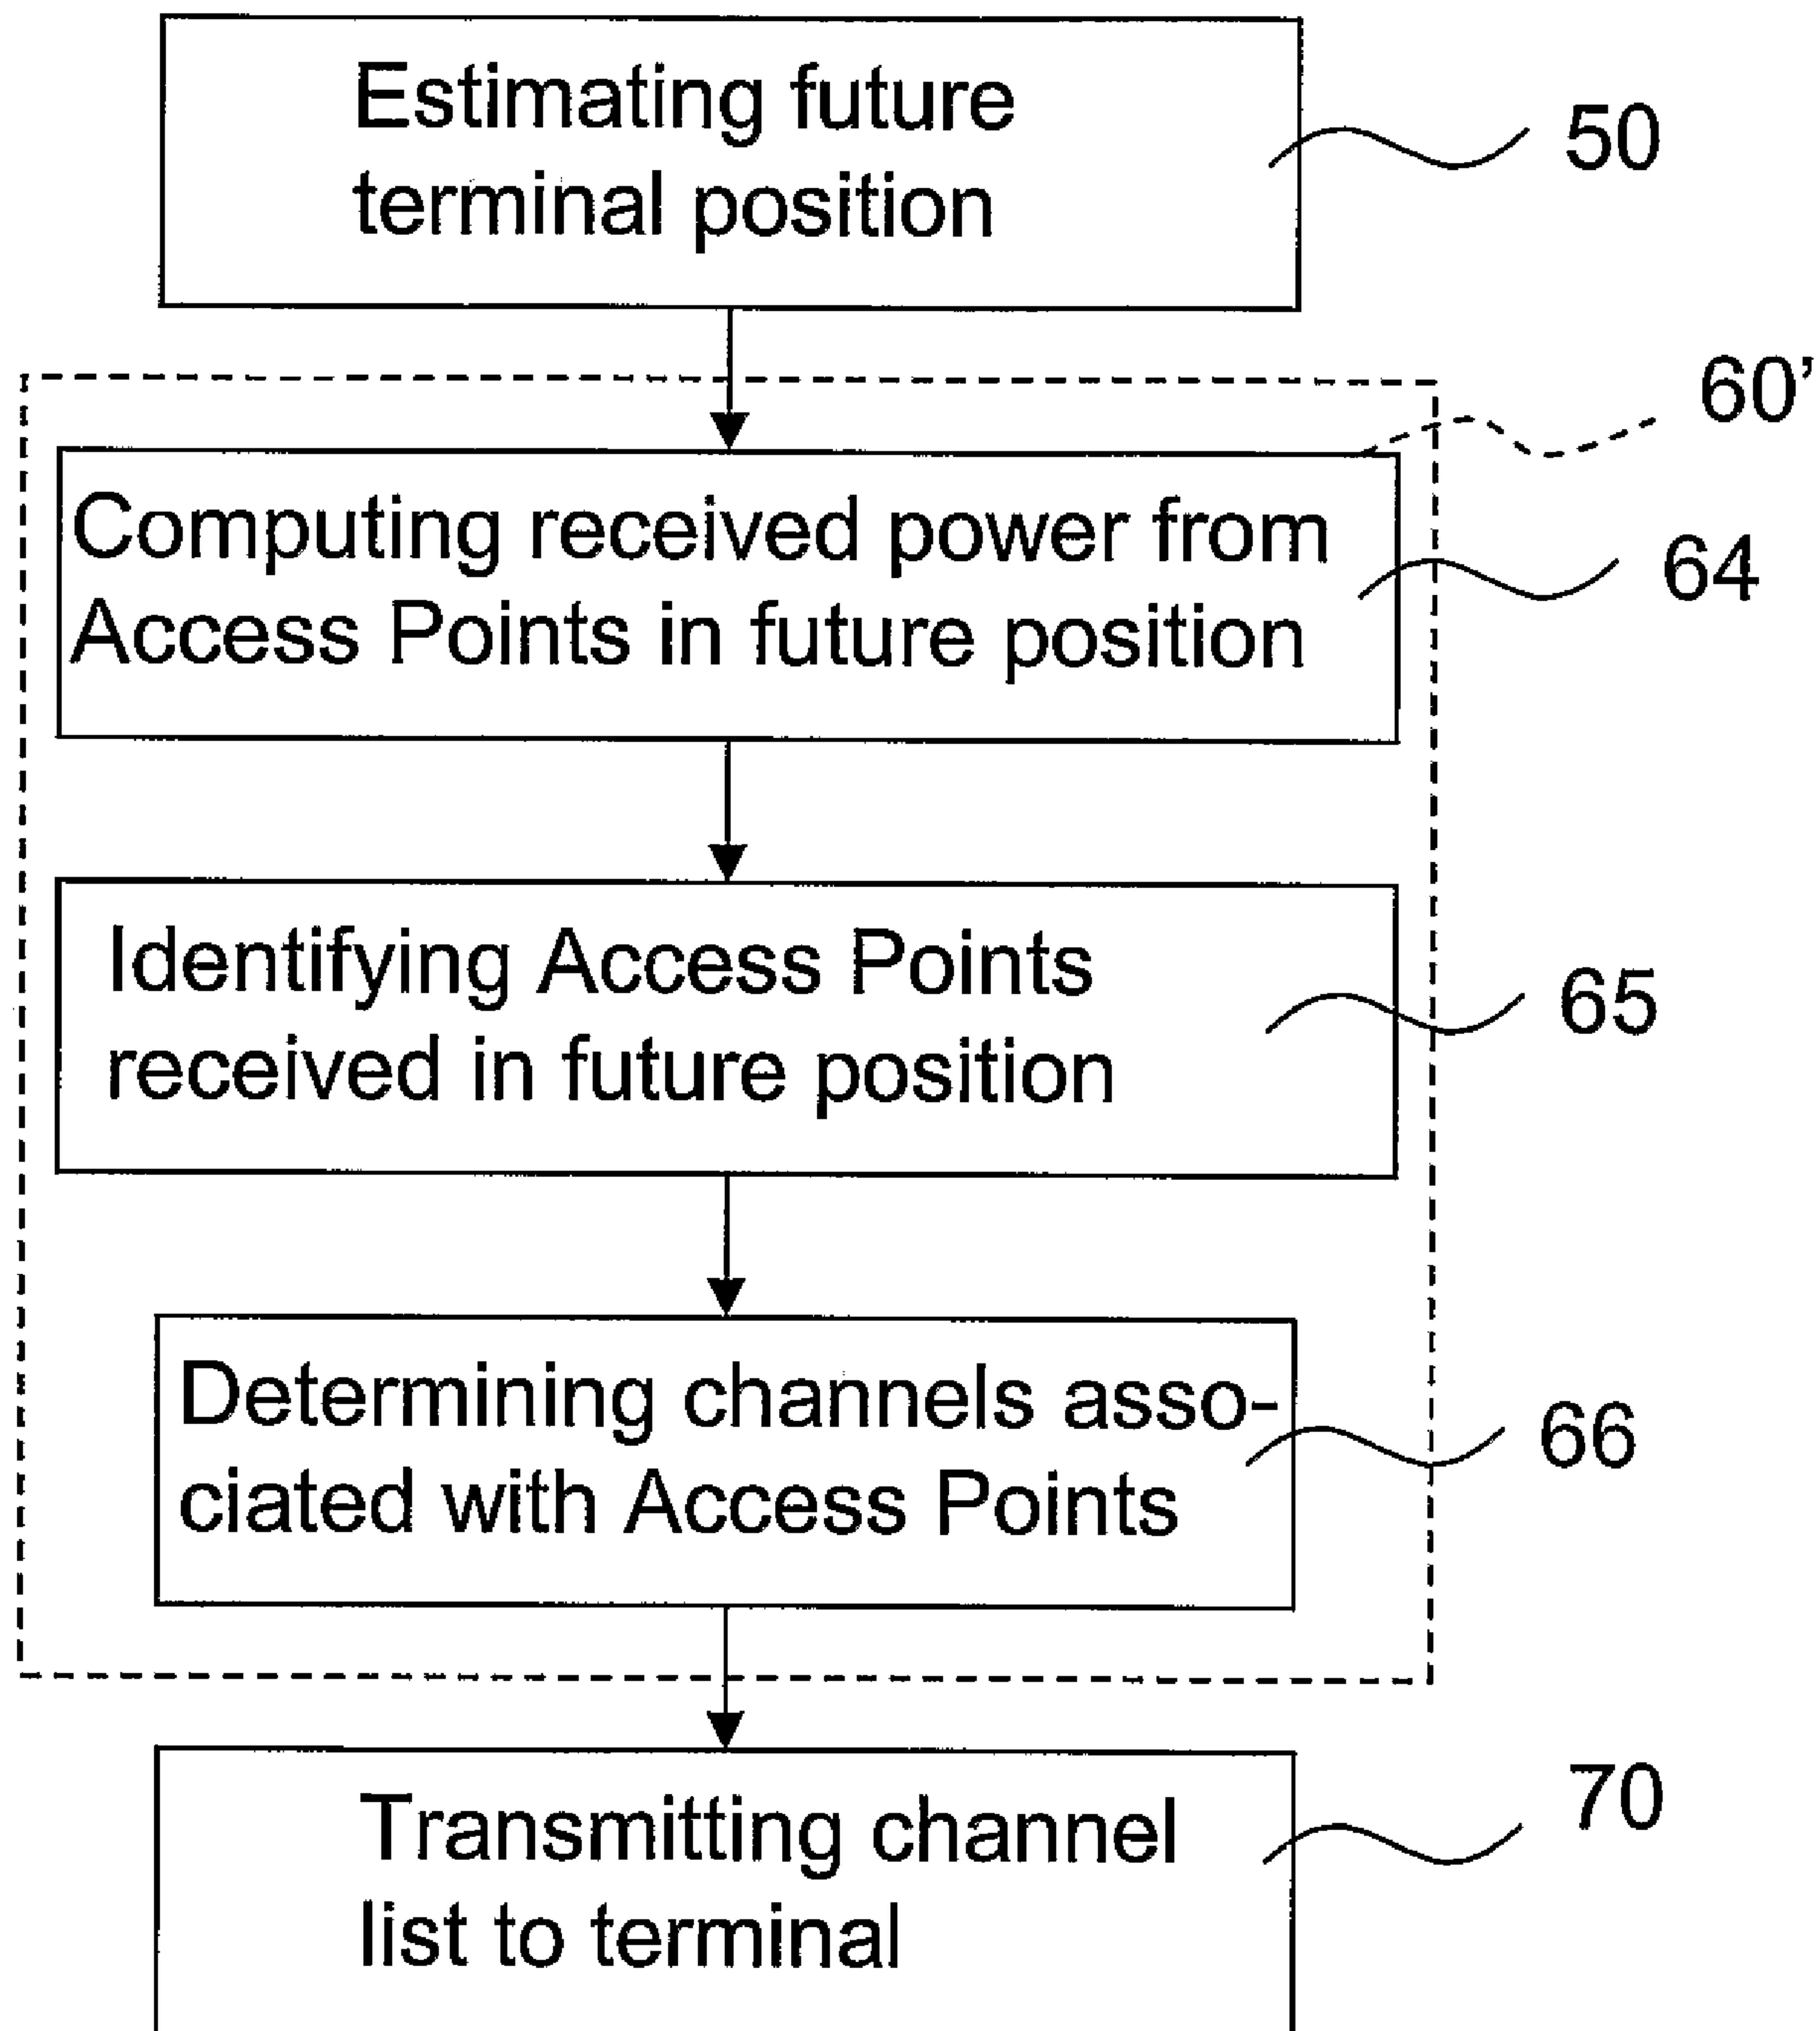 Estimating future
terminal position
50
60’
Computing received power from
Access Points in future position
64
Identifying Access Points
received in future position
65
Determining channels asso-
ciated with Access Points
66
Transmitting channel
list to terminal
70